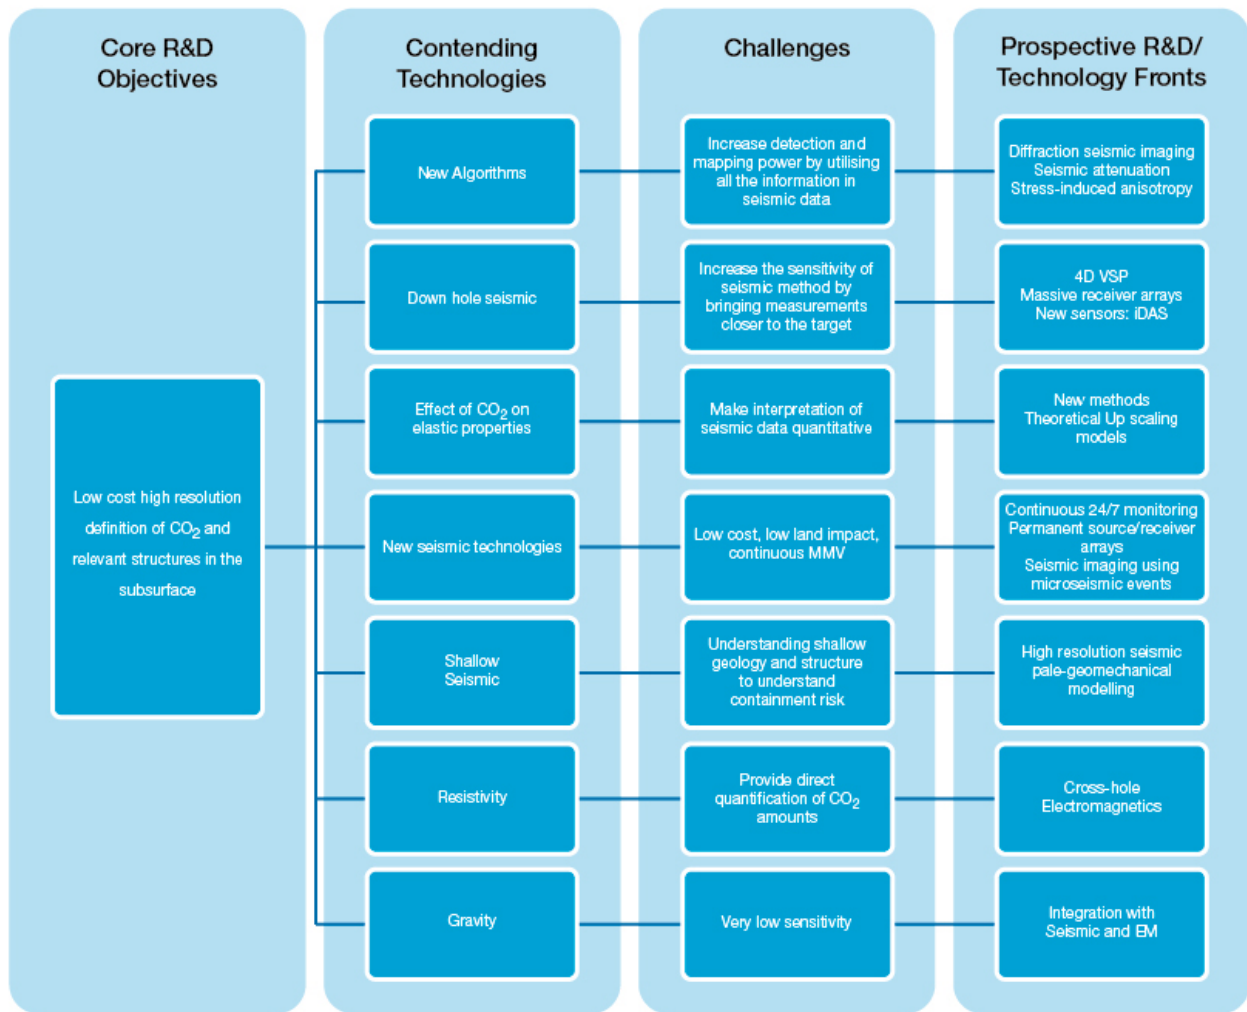 Core R&D
Objectives
Contending
Technologies
Challenges
Prospective R&D/
Technology Fronts
Low cost high resolution
definition of CO₂ and
relevant structures in the
subsurface
New Algorithms
Increase detection and
mapping power by utilising
all the information in
seismic data
Diffraction seismic imaging
Seismic attenuation
Stress-induced anisotropy
Down hole seismic
Increase the sensitivity of
seismic method by
bringing measurements
closer to the target
4D VSP
Massive receiver arrays
New sensors: iDAS
Effect of CO₂ on
elastic properties
Make interpretation of
seismic data quantitative
New methods
Theoretical Up scaling
models
New seismic technologies
Low cost, low land impact,
continuous MMV
Continuous 24/7 monitoring
Permanent source/receiver
arrays
Seismic imaging using
microseismic events
Shallow
Seismic
Understanding shallow
geology and structure
to understand
containment risk
High resolution seismic
pale-geomechanical
modelling
Resistivity
Provide direct
quantification of CO₂
amounts
Cross-hole
Electromagnetics
Gravity
Very low sensitivity
Integration with
Seismic and EM